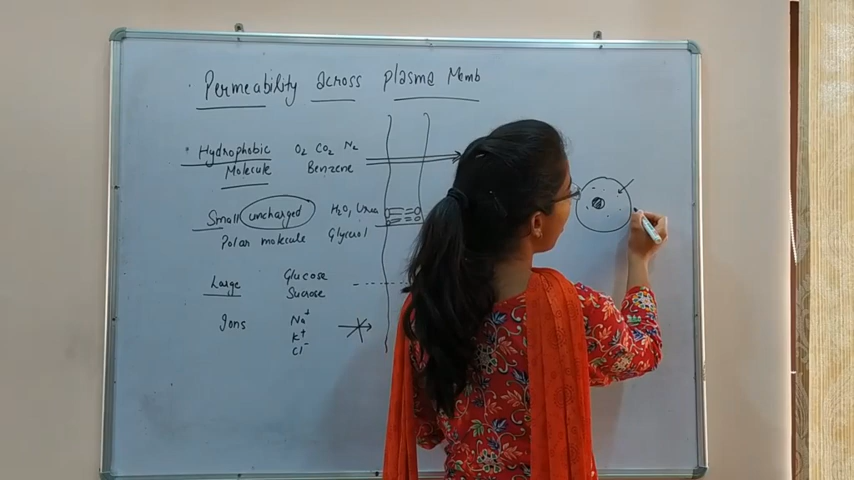 Permeability across plasma Memb
Hydrophobic O2 CO2 N2
Molecule Benzene
Small uncharged H2O, Urea
Polar molecule Glycerol
Large Glucose
Sucrose
Ions Na+
K+
Cl-